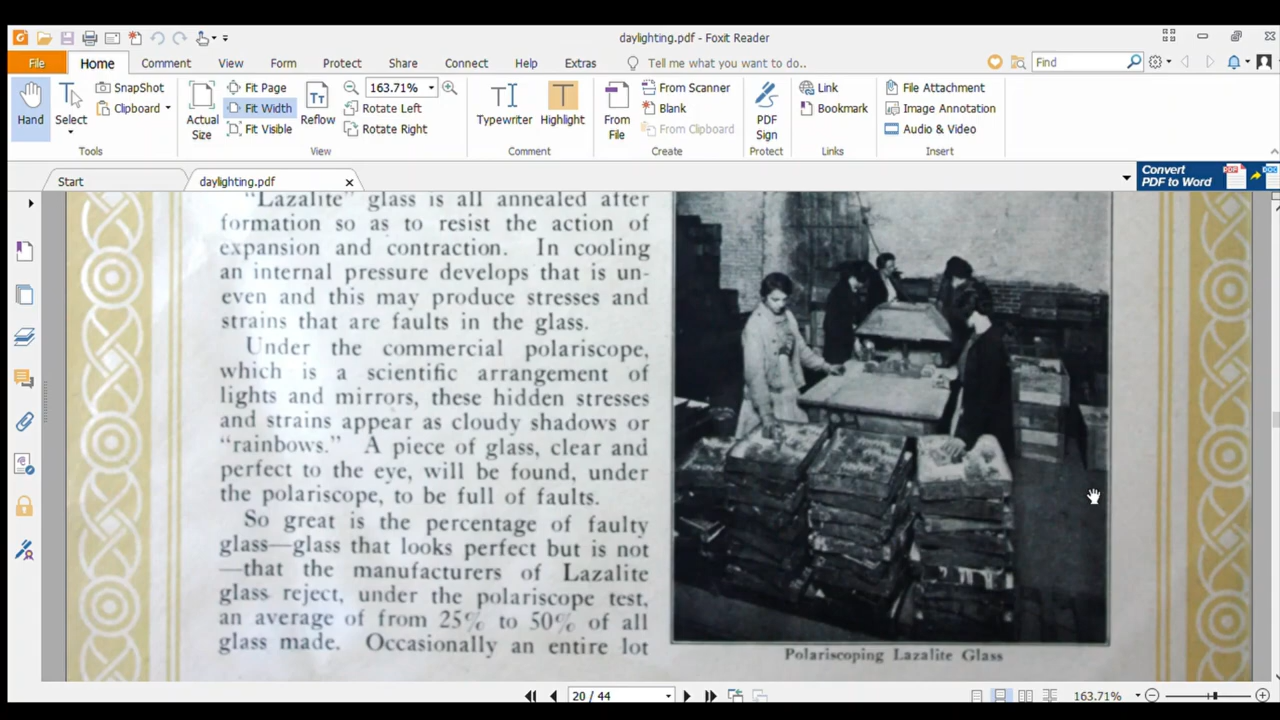 daylighting.pdf - Foxit Reader
File Home Comment View Form Protect Share Connect Help Extras Tell me what you want to do.. Find
Hand
Select
SnapShot
Clipboard
Tools
Actual Size
Fit Page
Fit Width
Fit Visible
Reflow
163.71%
Rotate Left
Rotate Right
View
Typewriter
Highlight
Comment
From File
From Scanner
Blank
From Clipboard
Create
PDF Sign
Protect
Link
Bookmark
Links
File Attachment
Image Annotation
Audio & Video
Insert
Start
daylighting.pdf
Convert
PDF to Word
"Lazalite" glass is all annealed after
formation so as to resist the action of
expansion and contraction. In cooling
an internal pressure develops that is un-
even and this may produce stresses and
strains that are faults in the glass.
Under the commercial polariscope,
which is a scientific arrangement of
lights and mirrors, these hidden stresses
and strains appear as cloudy shadows or
"rainbows." A piece of glass, clear and
perfect to the eye, will be found, under
the polariscope, to be full of faults.
So great is the percentage of faulty
glass—glass that looks perfect but is not
—that the manufacturers of Lazalite
glass reject, under the polariscope test,
an average of from 25% to 50% of all
glass made. Occasionally an entire lot
Polariscoping Lazalite Glass
20 / 44
163.71%